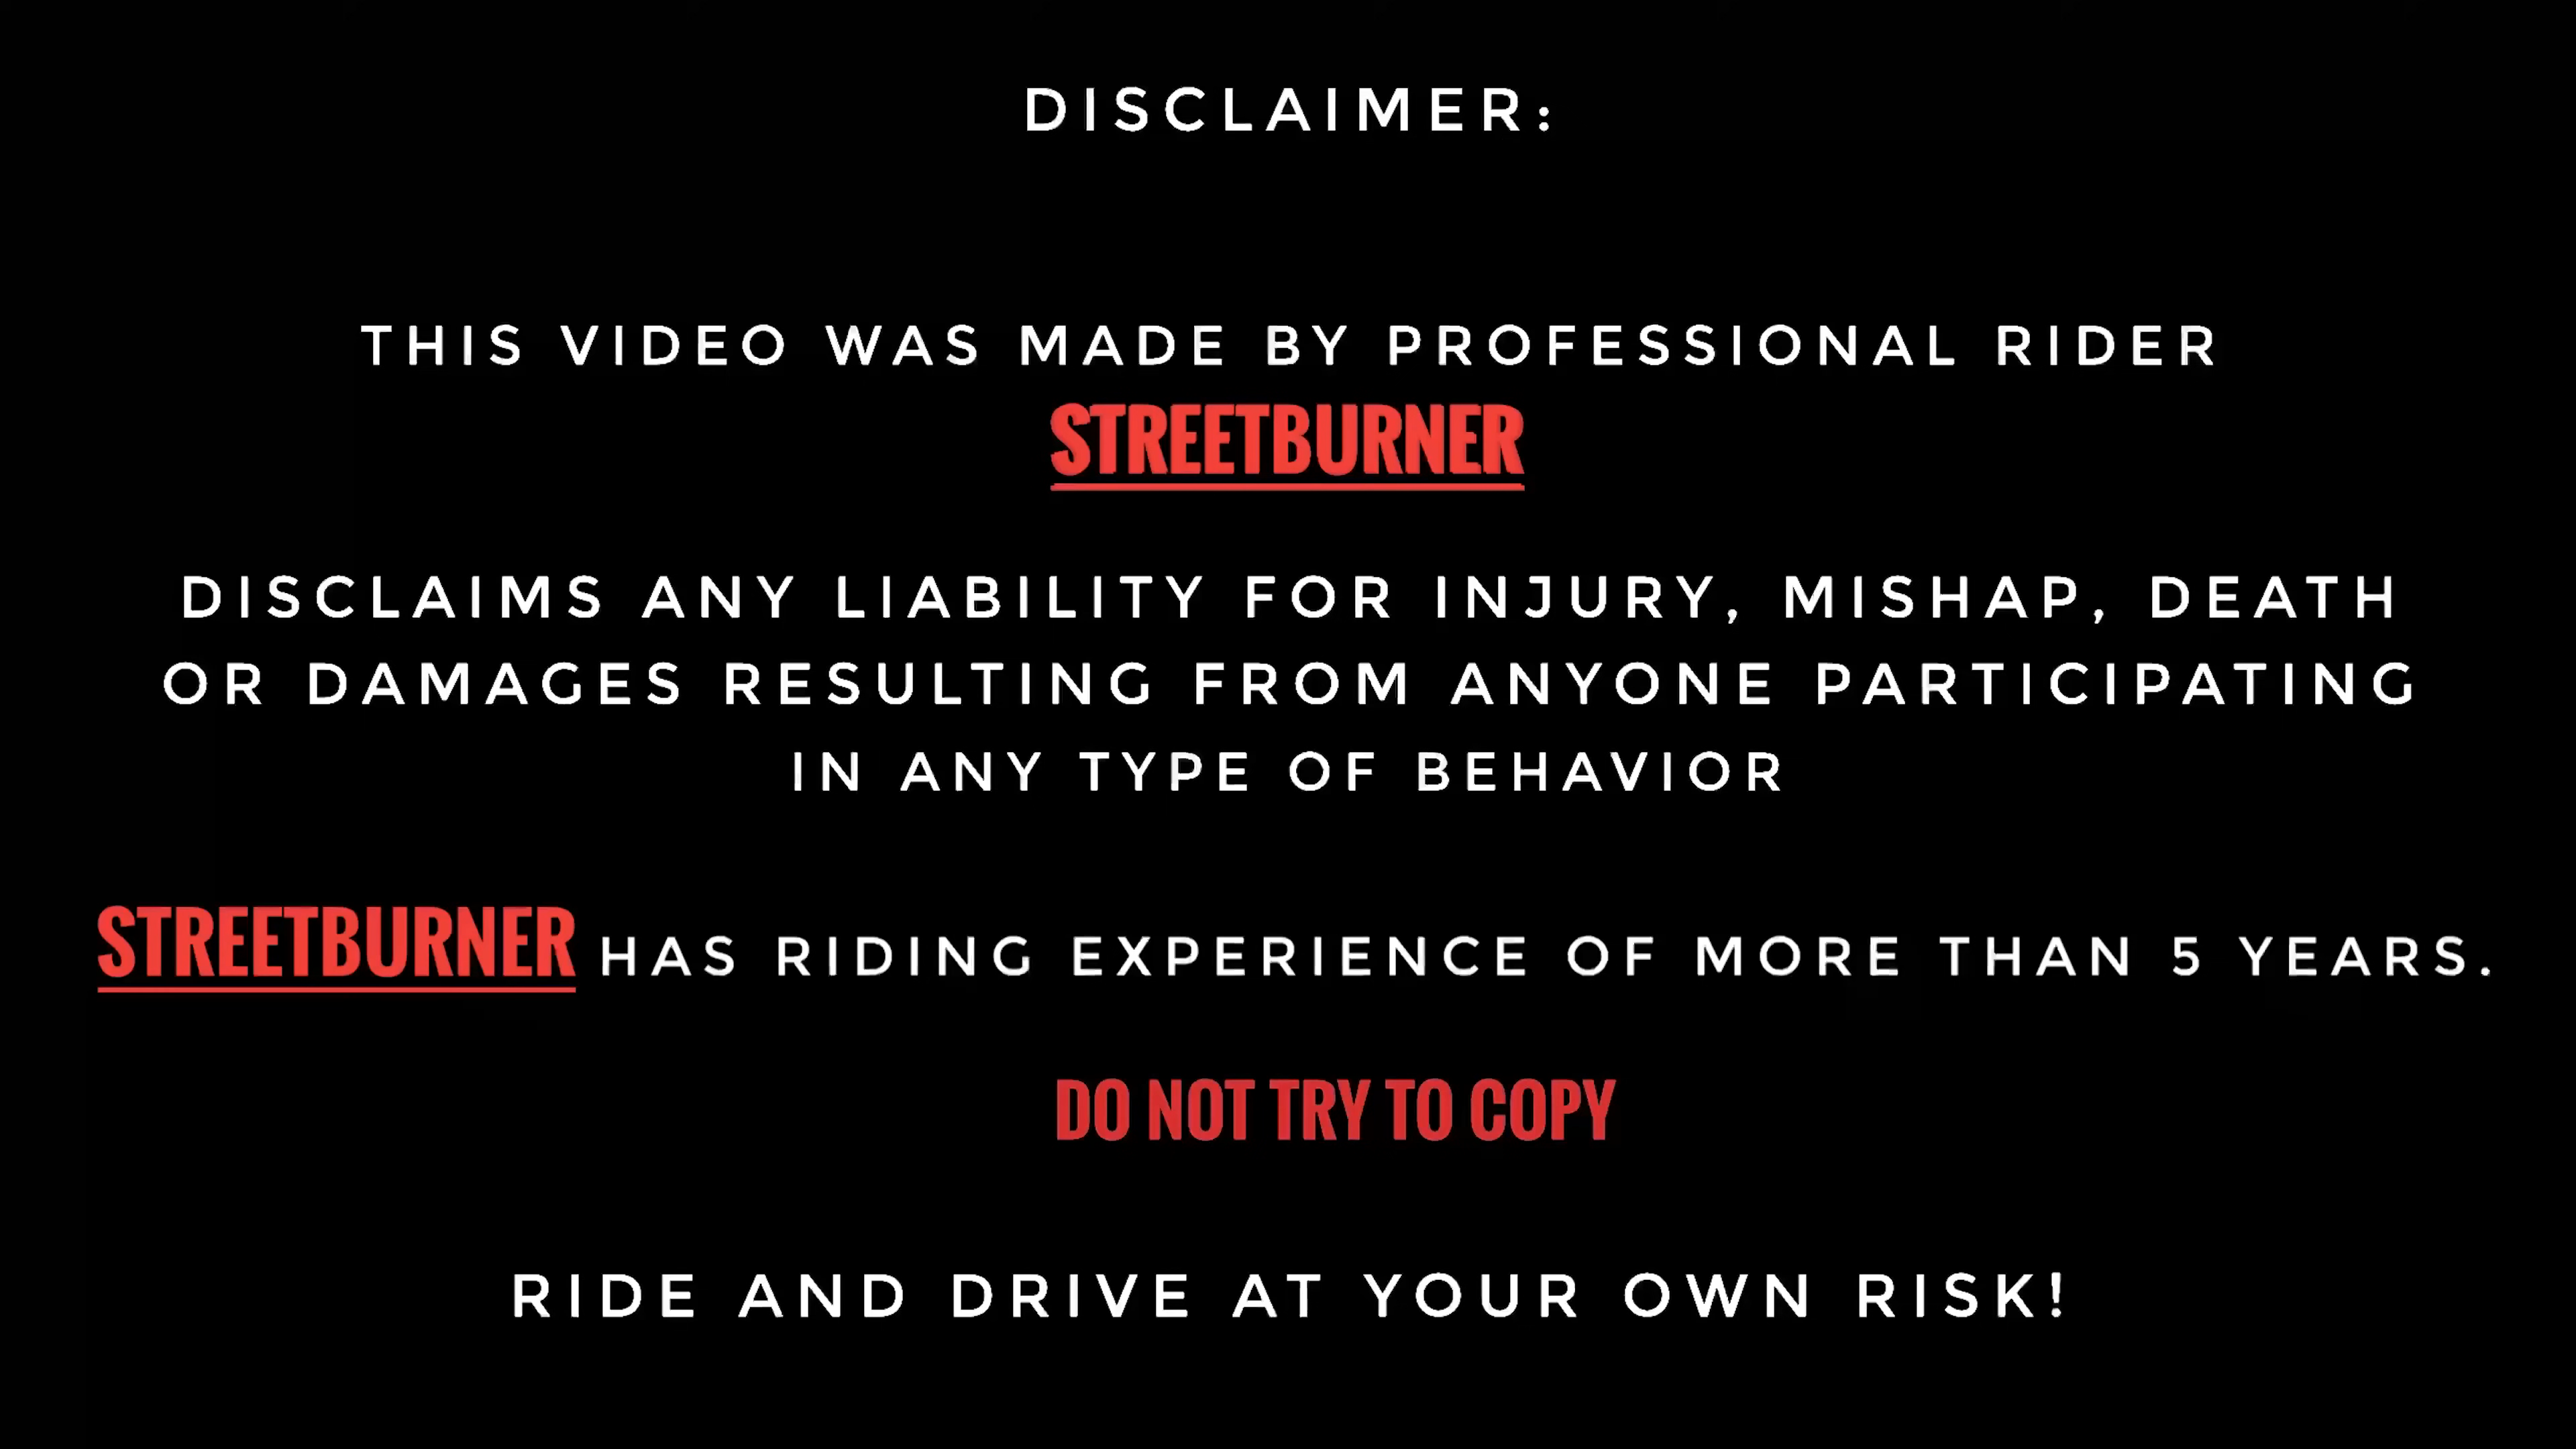 DISCLAIMER:
THIS VIDEO WAS MADE BY PROFESSIONAL RIDER
STREETBURNER
DISCLAIMS ANY LIABILITY FOR INJURY, MISHAP, DEATH
OR DAMAGES RESULTING FROM ANYONE PARTICIPATING
IN ANY TYPE OF BEHAVIOR
STREETBURNER HAS RIDING EXPERIENCE OF MORE THAN 5 YEARS.
DO NOT TRY TO COPY
RIDE AND DRIVE AT YOUR OWN RISK!